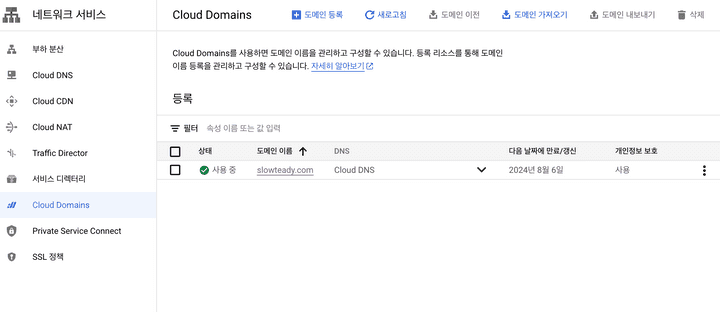 네트워크 서비스
부하 분산
Cloud DNS
Cloud CDN
Cloud NAT
Traffic Director
서비스 디렉터리
Cloud Domains
Private Service Connect
SSL 정책
Cloud Domains
도메인 등록
새로고침
도메인 이전
도메인 가져오기
도메인 내보내기
삭제
Cloud Domains를 사용하면 도메인 이름을 관리하고 구성할 수 있습니다. 등록 리소스를 통해 도메인
이름 등록을 관리하고 구성할 수 있습니다. 자세히 알아보기
등록
필터 속성 이름 또는 값 입력
상태 도메인 이름 DNS 다음 날짜에 만료/갱신 개인정보 보호
사용 중 slowteady.com Cloud DNS 2024년 8월 6일 사용